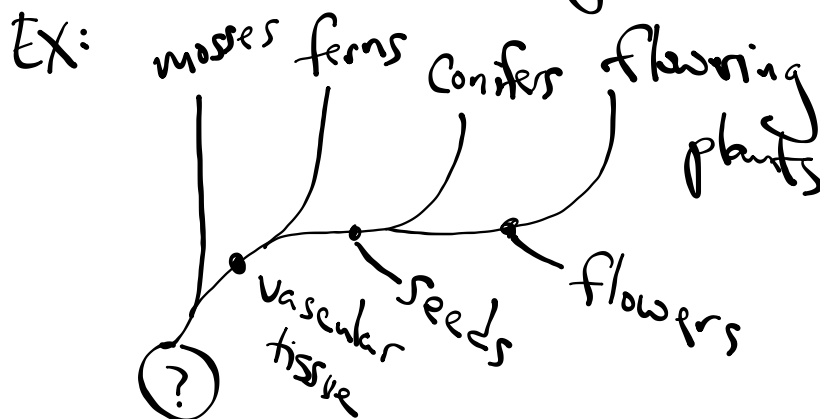 EX:
mosses
ferns
conifers
flowering
plants
vascular
tissue
seeds
flowers
?